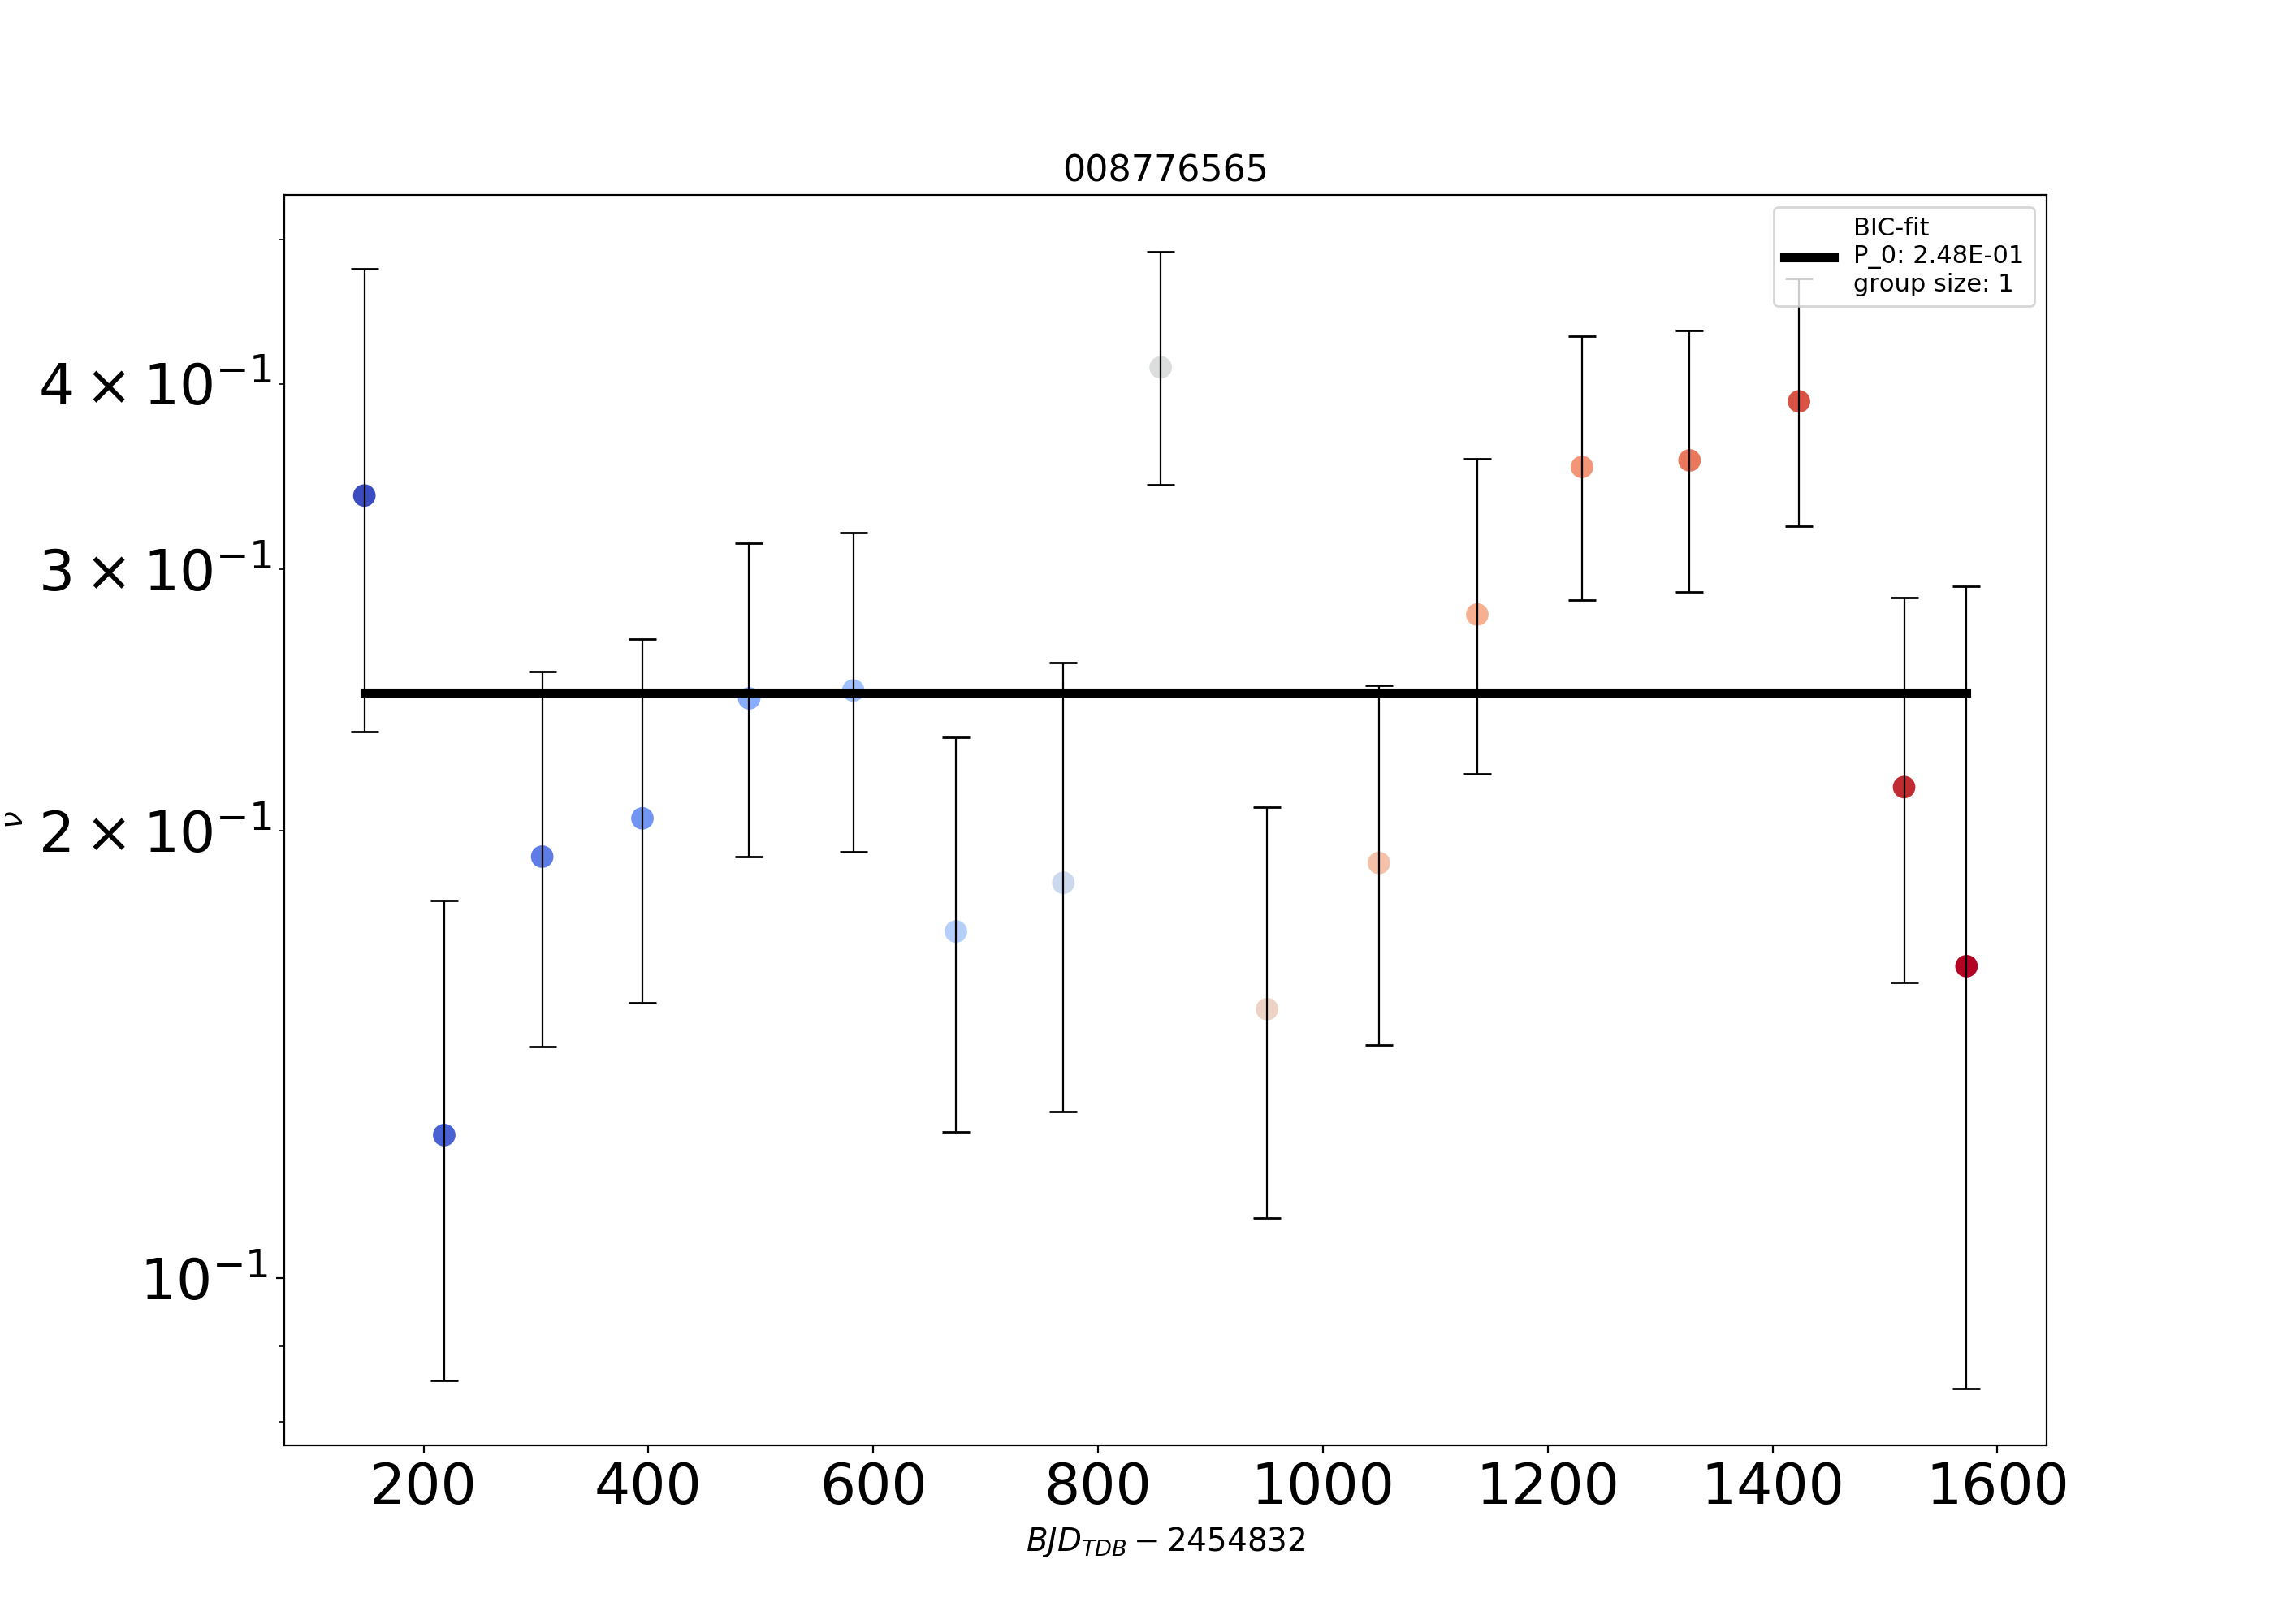 008776565
BIC-fit
P_0: 2.48E-01
group size: 1
4 × 10⁻¹
3 × 10⁻¹
2 × 10⁻¹
10⁻¹
ν
200 400 600 800 1000 1200 1400 1600
BJD_TDB − 2454832